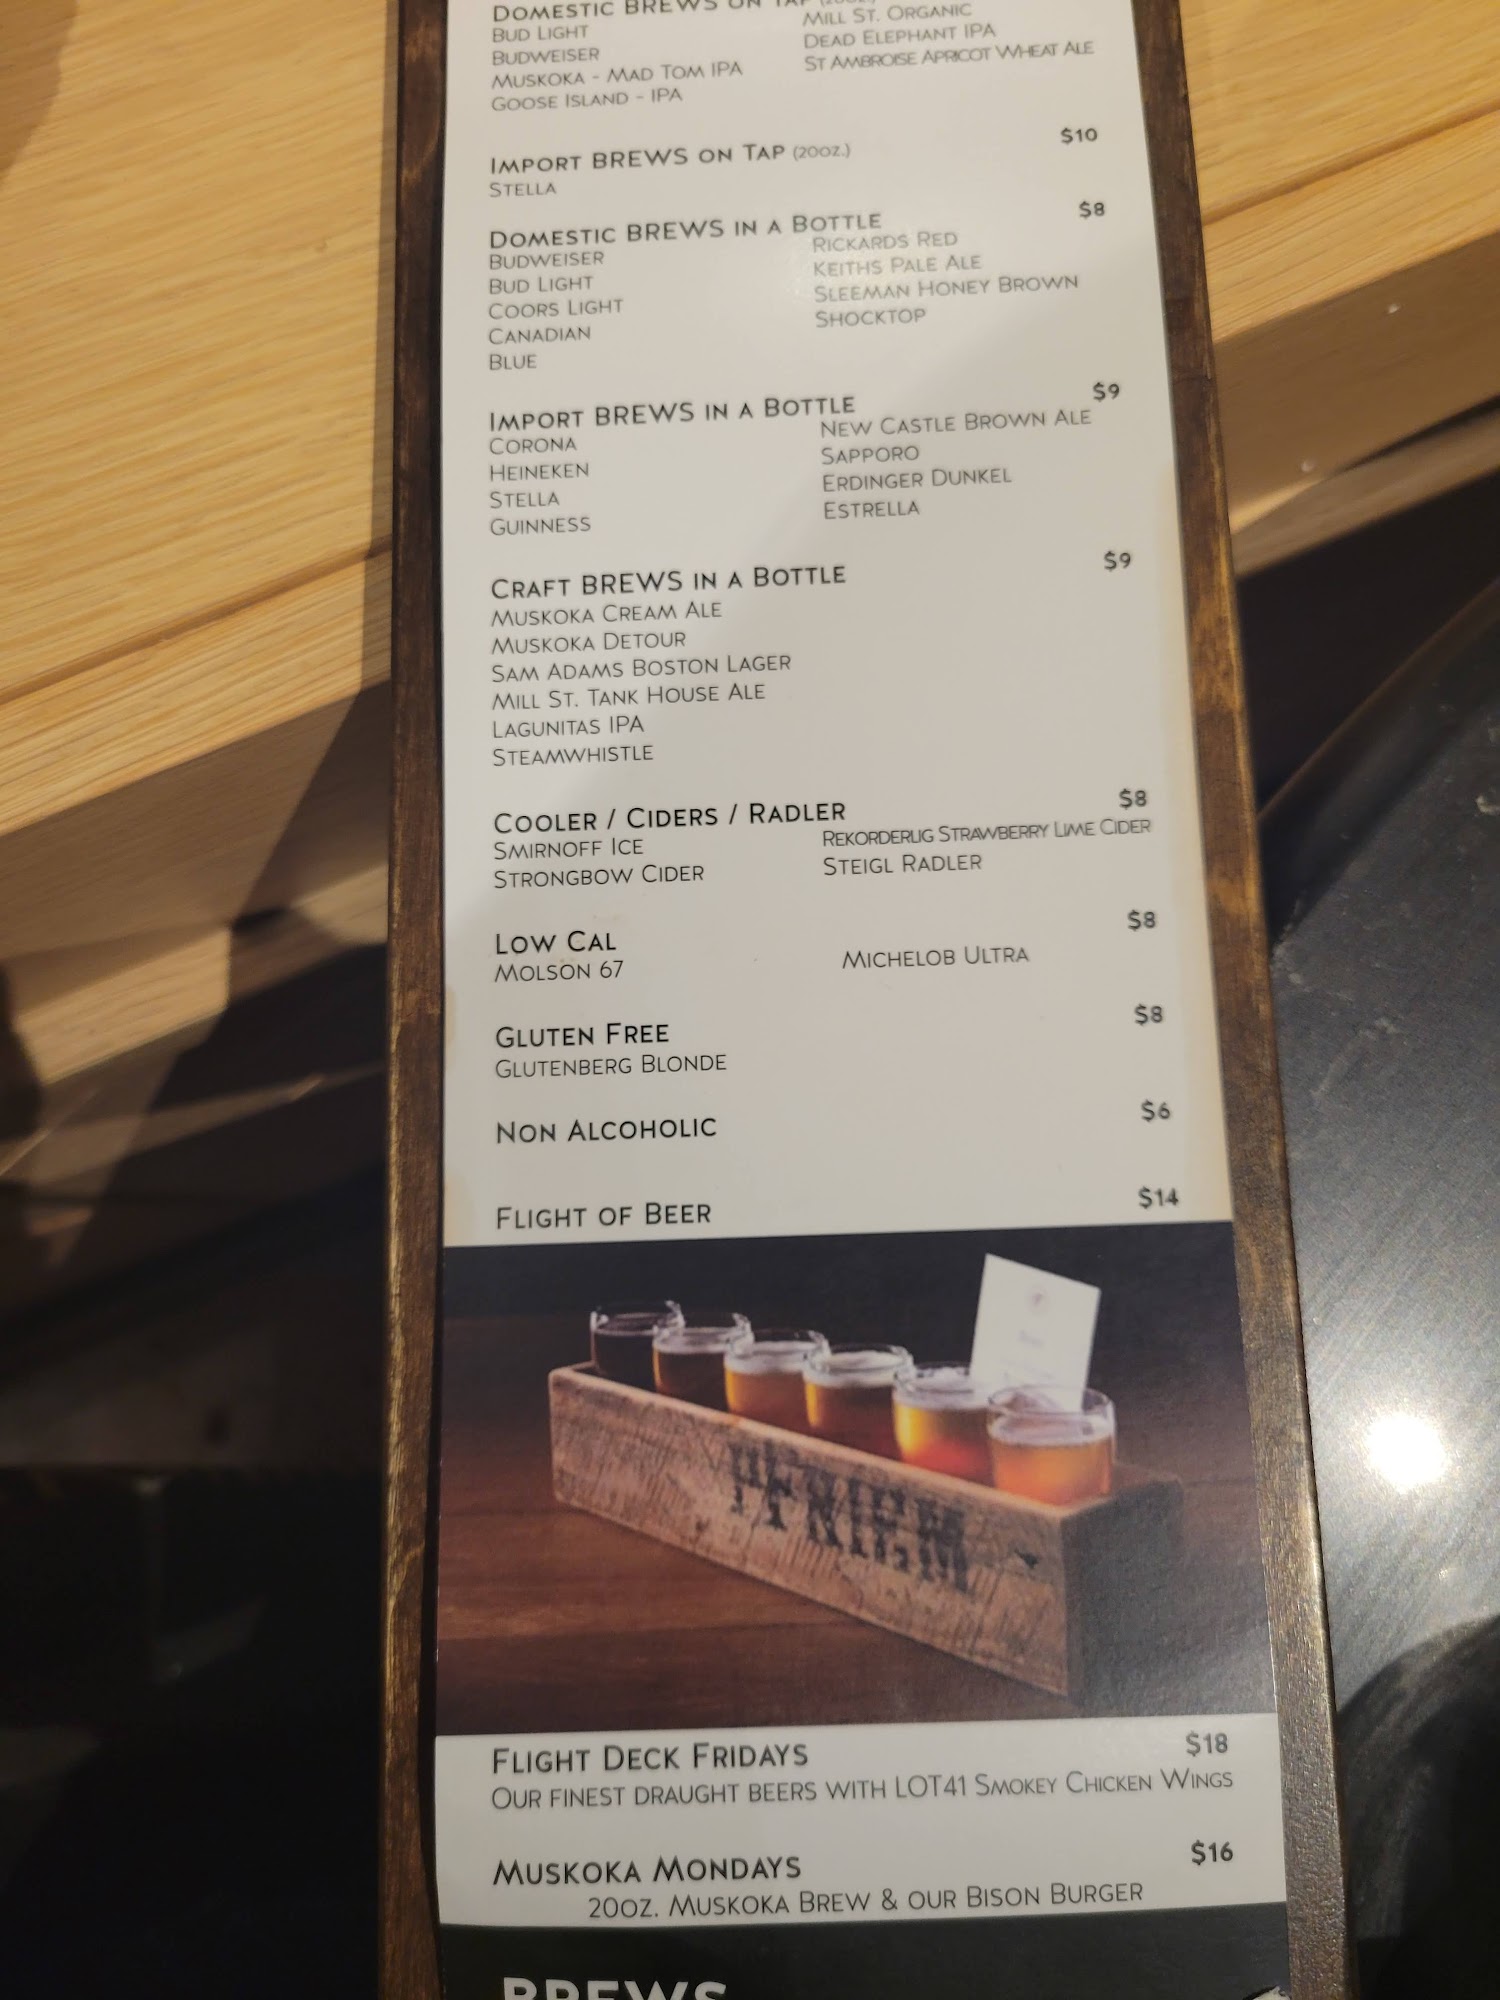 DOMESTIC BREWS ON TAP (20OZ.)
BUD LIGHT
BUDWEISER
MUSKOKA - MAD TOM IPA
GOOSE ISLAND - IPA
MILL ST. ORGANIC
DEAD ELEPHANT IPA
ST AMBROISE APRICOT WHEAT ALE
IMPORT BREWS ON TAP (20OZ.) $10
STELLA
DOMESTIC BREWS IN A BOTTLE $8
BUDWEISER
BUD LIGHT
COORS LIGHT
CANADIAN
BLUE
RICKARDS RED
KEITHS PALE ALE
SLEEMAN HONEY BROWN
SHOCKTOP
IMPORT BREWS IN A BOTTLE $9
CORONA
HEINEKEN
STELLA
GUINNESS
NEW CASTLE BROWN ALE
SAPPORO
ERDINGER DUNKEL
ESTRELLA
CRAFT BREWS IN A BOTTLE $9
MUSKOKA CREAM ALE
MUSKOKA DETOUR
SAM ADAMS BOSTON LAGER
MILL ST. TANK HOUSE ALE
LAGUNITAS IPA
STEAMWHISTLE
COOLER / CIDERS / RADLER $8
SMIRNOFF ICE
STRONGBOW CIDER
REKORDERLIG STRAWBERRY LIME CIDER
STEIGL RADLER
LOW CAL $8
MOLSON 67
MICHELOB ULTRA
GLUTEN FREE $8
GLUTENBERG BLONDE
NON ALCOHOLIC $6
FLIGHT OF BEER $14
PFRIEM
FLIGHT DECK FRIDAYS $18
OUR FINEST DRAUGHT BEERS WITH LOT41 SMOKEY CHICKEN WINGS
MUSKOKA MONDAYS $16
20OZ. MUSKOKA BREW & OUR BISON BURGER
BREWS